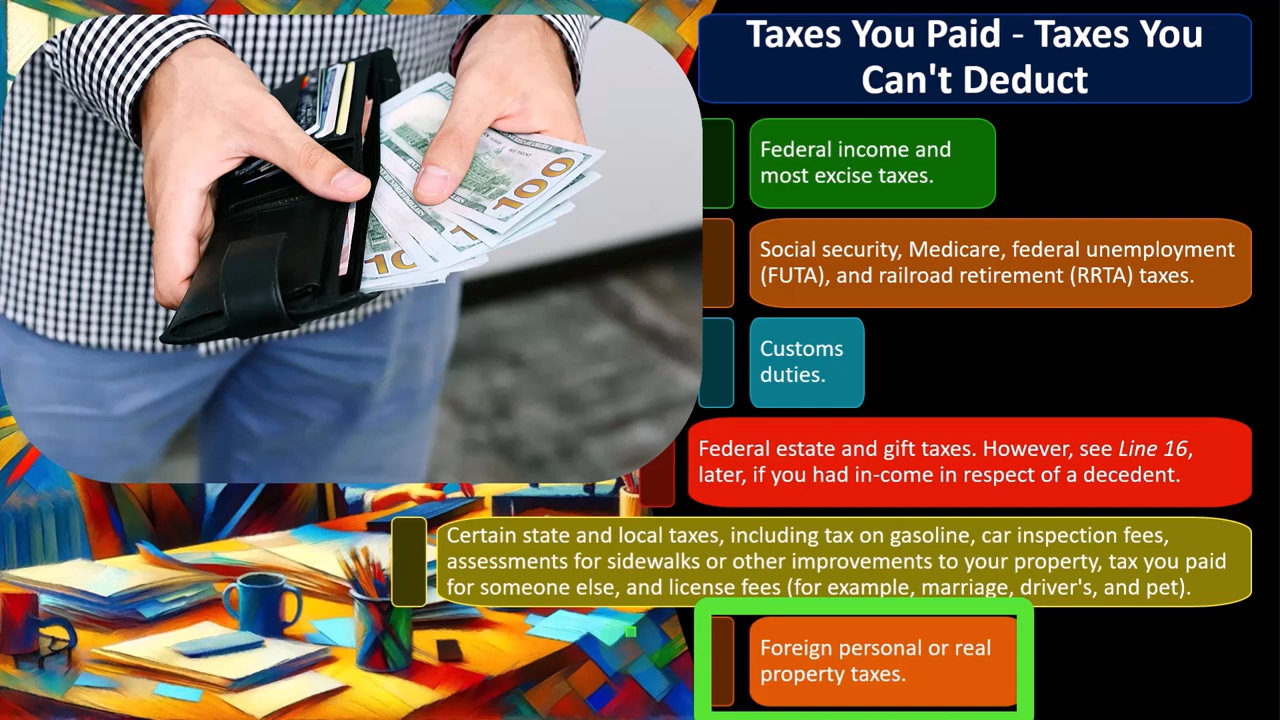 Taxes You Paid - Taxes You
Can't Deduct
Federal income and
most excise taxes.
Social security, Medicare, federal unemployment
(FUTA), and railroad retirement (RRTA) taxes.
Customs
duties.
Federal estate and gift taxes. However, see Line 16,
later, if you had in-come in respect of a decedent.
Certain state and local taxes, including tax on gasoline, car inspection fees,
assessments for sidewalks or other improvements to your property, tax you paid
for someone else, and license fees (for example, marriage, driver's, and pet).
Foreign personal or real
property taxes.
100